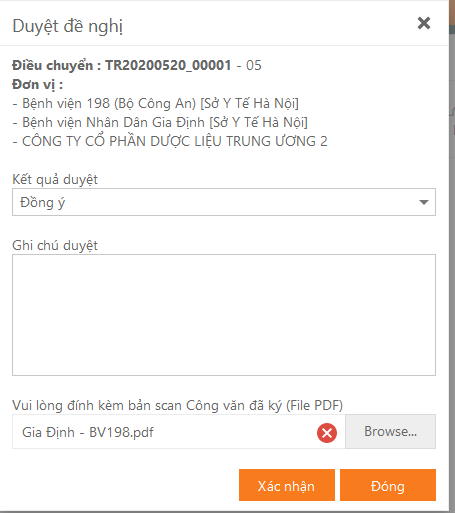 Duyệt đề nghị
Điều chuyển : TR20200520_00001 - 05
Đơn vị :
- Bệnh viện 198 (Bộ Công An) [Sở Y Tế Hà Nội]
- Bệnh viện Nhân Dân Gia Định [Sở Y Tế Hà Nội]
- CÔNG TY CỔ PHẦN DƯỢC LIỆU TRUNG ƯƠNG 2
Kết quả duyệt
Đồng ý
Ghi chú duyệt
Vui lòng đính kèm bản scan Công văn đã ký (File PDF)
Gia Định - BV198.pdf
Browse...
Xác nhận
Đóng